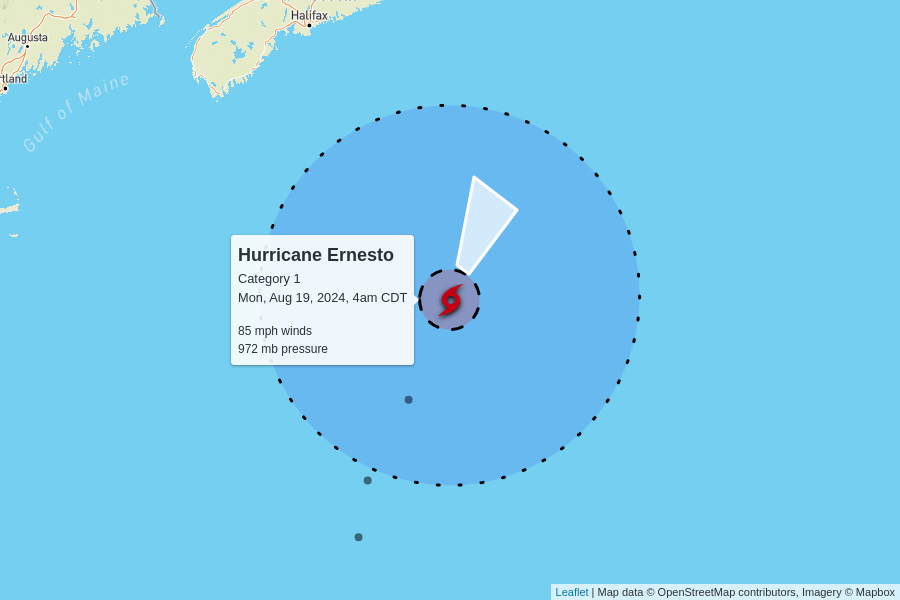 Halifax
Augusta
rtland
Gulf of Maine
Hurricane Ernesto
Category 1
Mon, Aug 19, 2024, 4am CDT
85 mph winds
972 mb pressure
Leaflet | Map data © OpenStreetMap contributors, Imagery © Mapbox